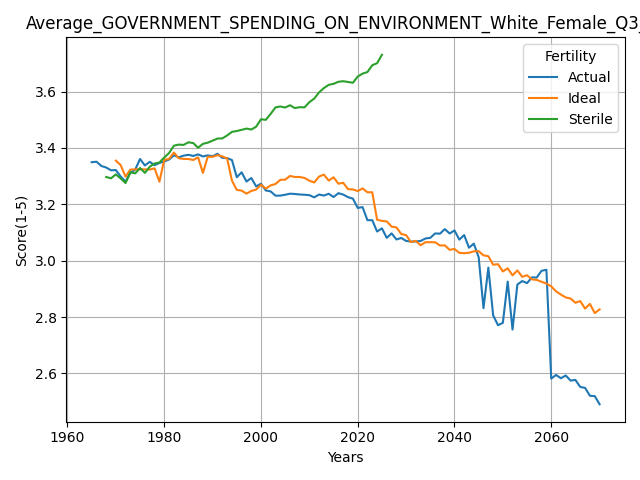 Average_GOVERNMENT_SPENDING_ON_ENVIRONMENT_White_Female_Q3_
Fertility
Actual
Ideal
Sterile
Score(1-5)
3.6
3.4
3.2
3.0
2.8
2.6
1960 1980 2000 2020 2040 2060
Years